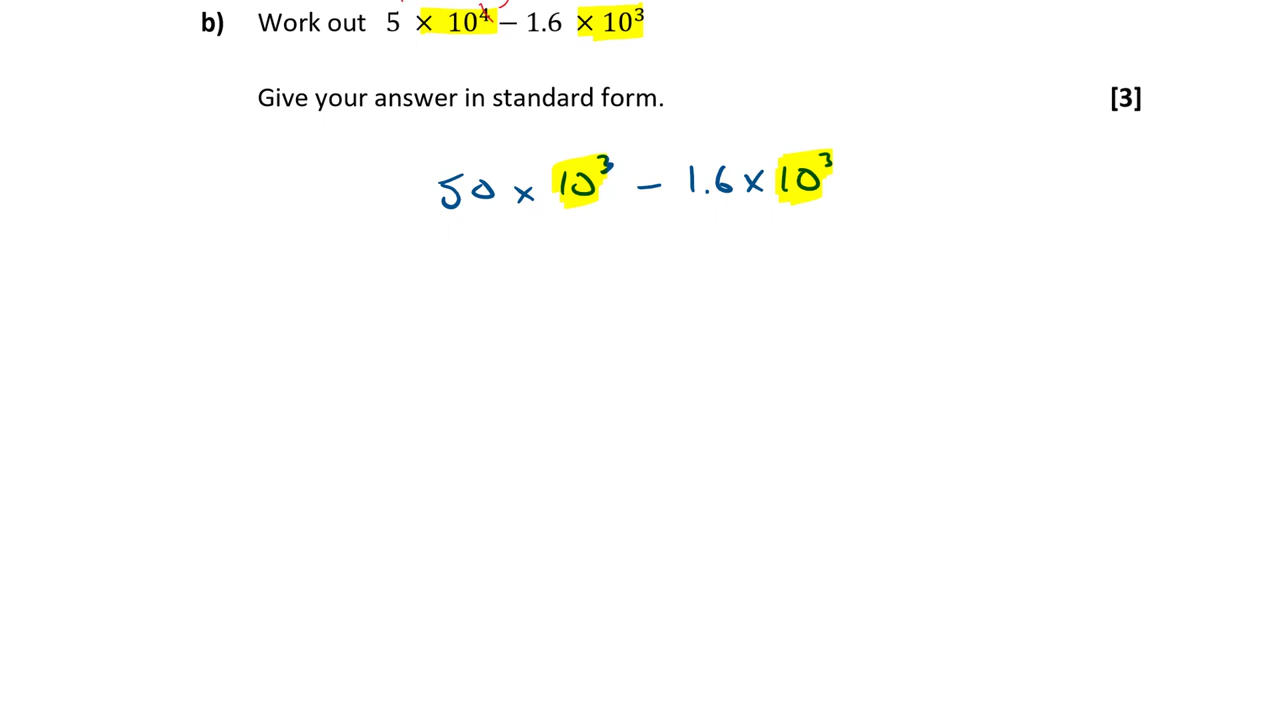 b) Work out 5 × 10⁴ − 1.6 × 10³
Give your answer in standard form. [3]
50 × 10³ − 1.6 × 10³